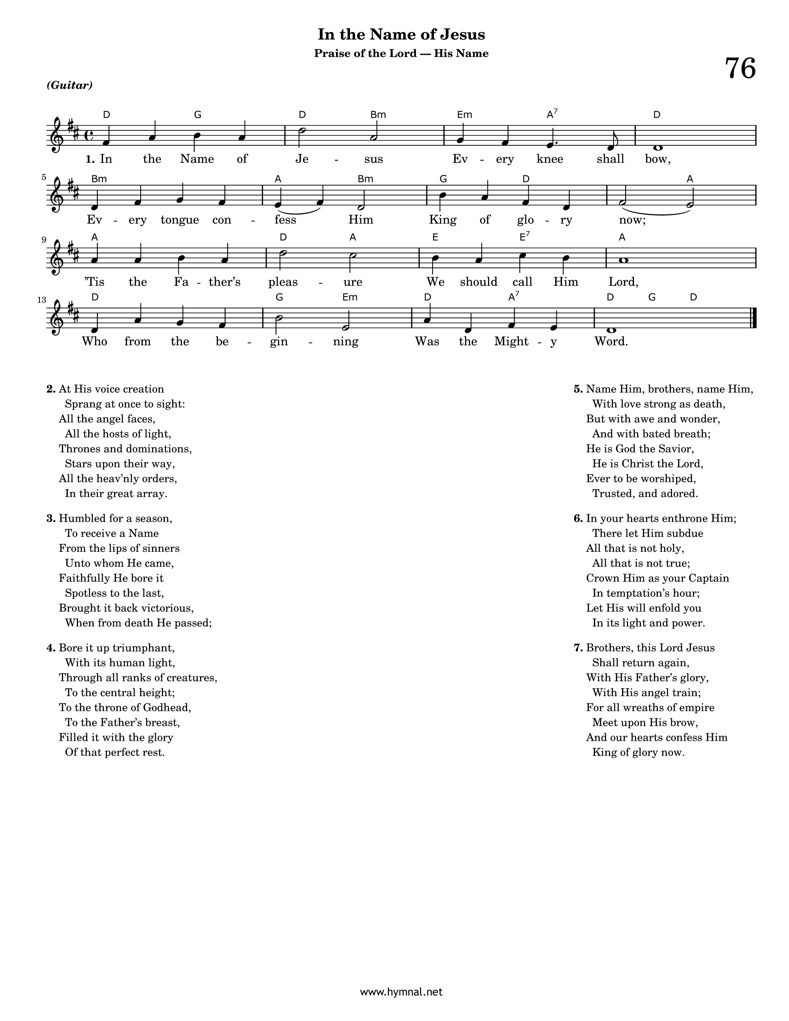 In the Name of Jesus
Praise of the Lord — His Name
76
(Guitar)
D G D Bm Em A7 D
1. In the Name of Je - sus Ev - ery knee shall bow,
5
Bm A Bm G D A
Ev - ery tongue con - fess Him King of glo - ry now;
9
A D A E E7 A
'Tis the Fa - ther's pleas - ure We should call Him Lord,
13
D G Em D A7 D G D
Who from the be - gin - ning Was the Might - y Word.
2. At His voice creation
Sprang at once to sight:
All the angel faces,
All the hosts of light,
Thrones and dominations,
Stars upon their way,
All the heav'nly orders,
In their great array.
3. Humbled for a season,
To receive a Name
From the lips of sinners
Unto whom He came,
Faithfully He bore it
Spotless to the last,
Brought it back victorious,
When from death He passed;
4. Bore it up triumphant,
With its human light,
Through all ranks of creatures,
To the central height;
To the throne of Godhead,
To the Father's breast,
Filled it with the glory
Of that perfect rest.
5. Name Him, brothers, name Him,
With love strong as death,
But with awe and wonder,
And with bated breath;
He is God the Savior,
He is Christ the Lord,
Ever to be worshiped,
Trusted, and adored.
6. In your hearts enthrone Him;
There let Him subdue
All that is not holy,
All that is not true;
Crown Him as your Captain
In temptation's hour;
Let His will enfold you
In its light and power.
7. Brothers, this Lord Jesus
Shall return again,
With His Father's glory,
With His angel train;
For all wreaths of empire
Meet upon His brow,
And our hearts confess Him
King of glory now.
www.hymnal.net